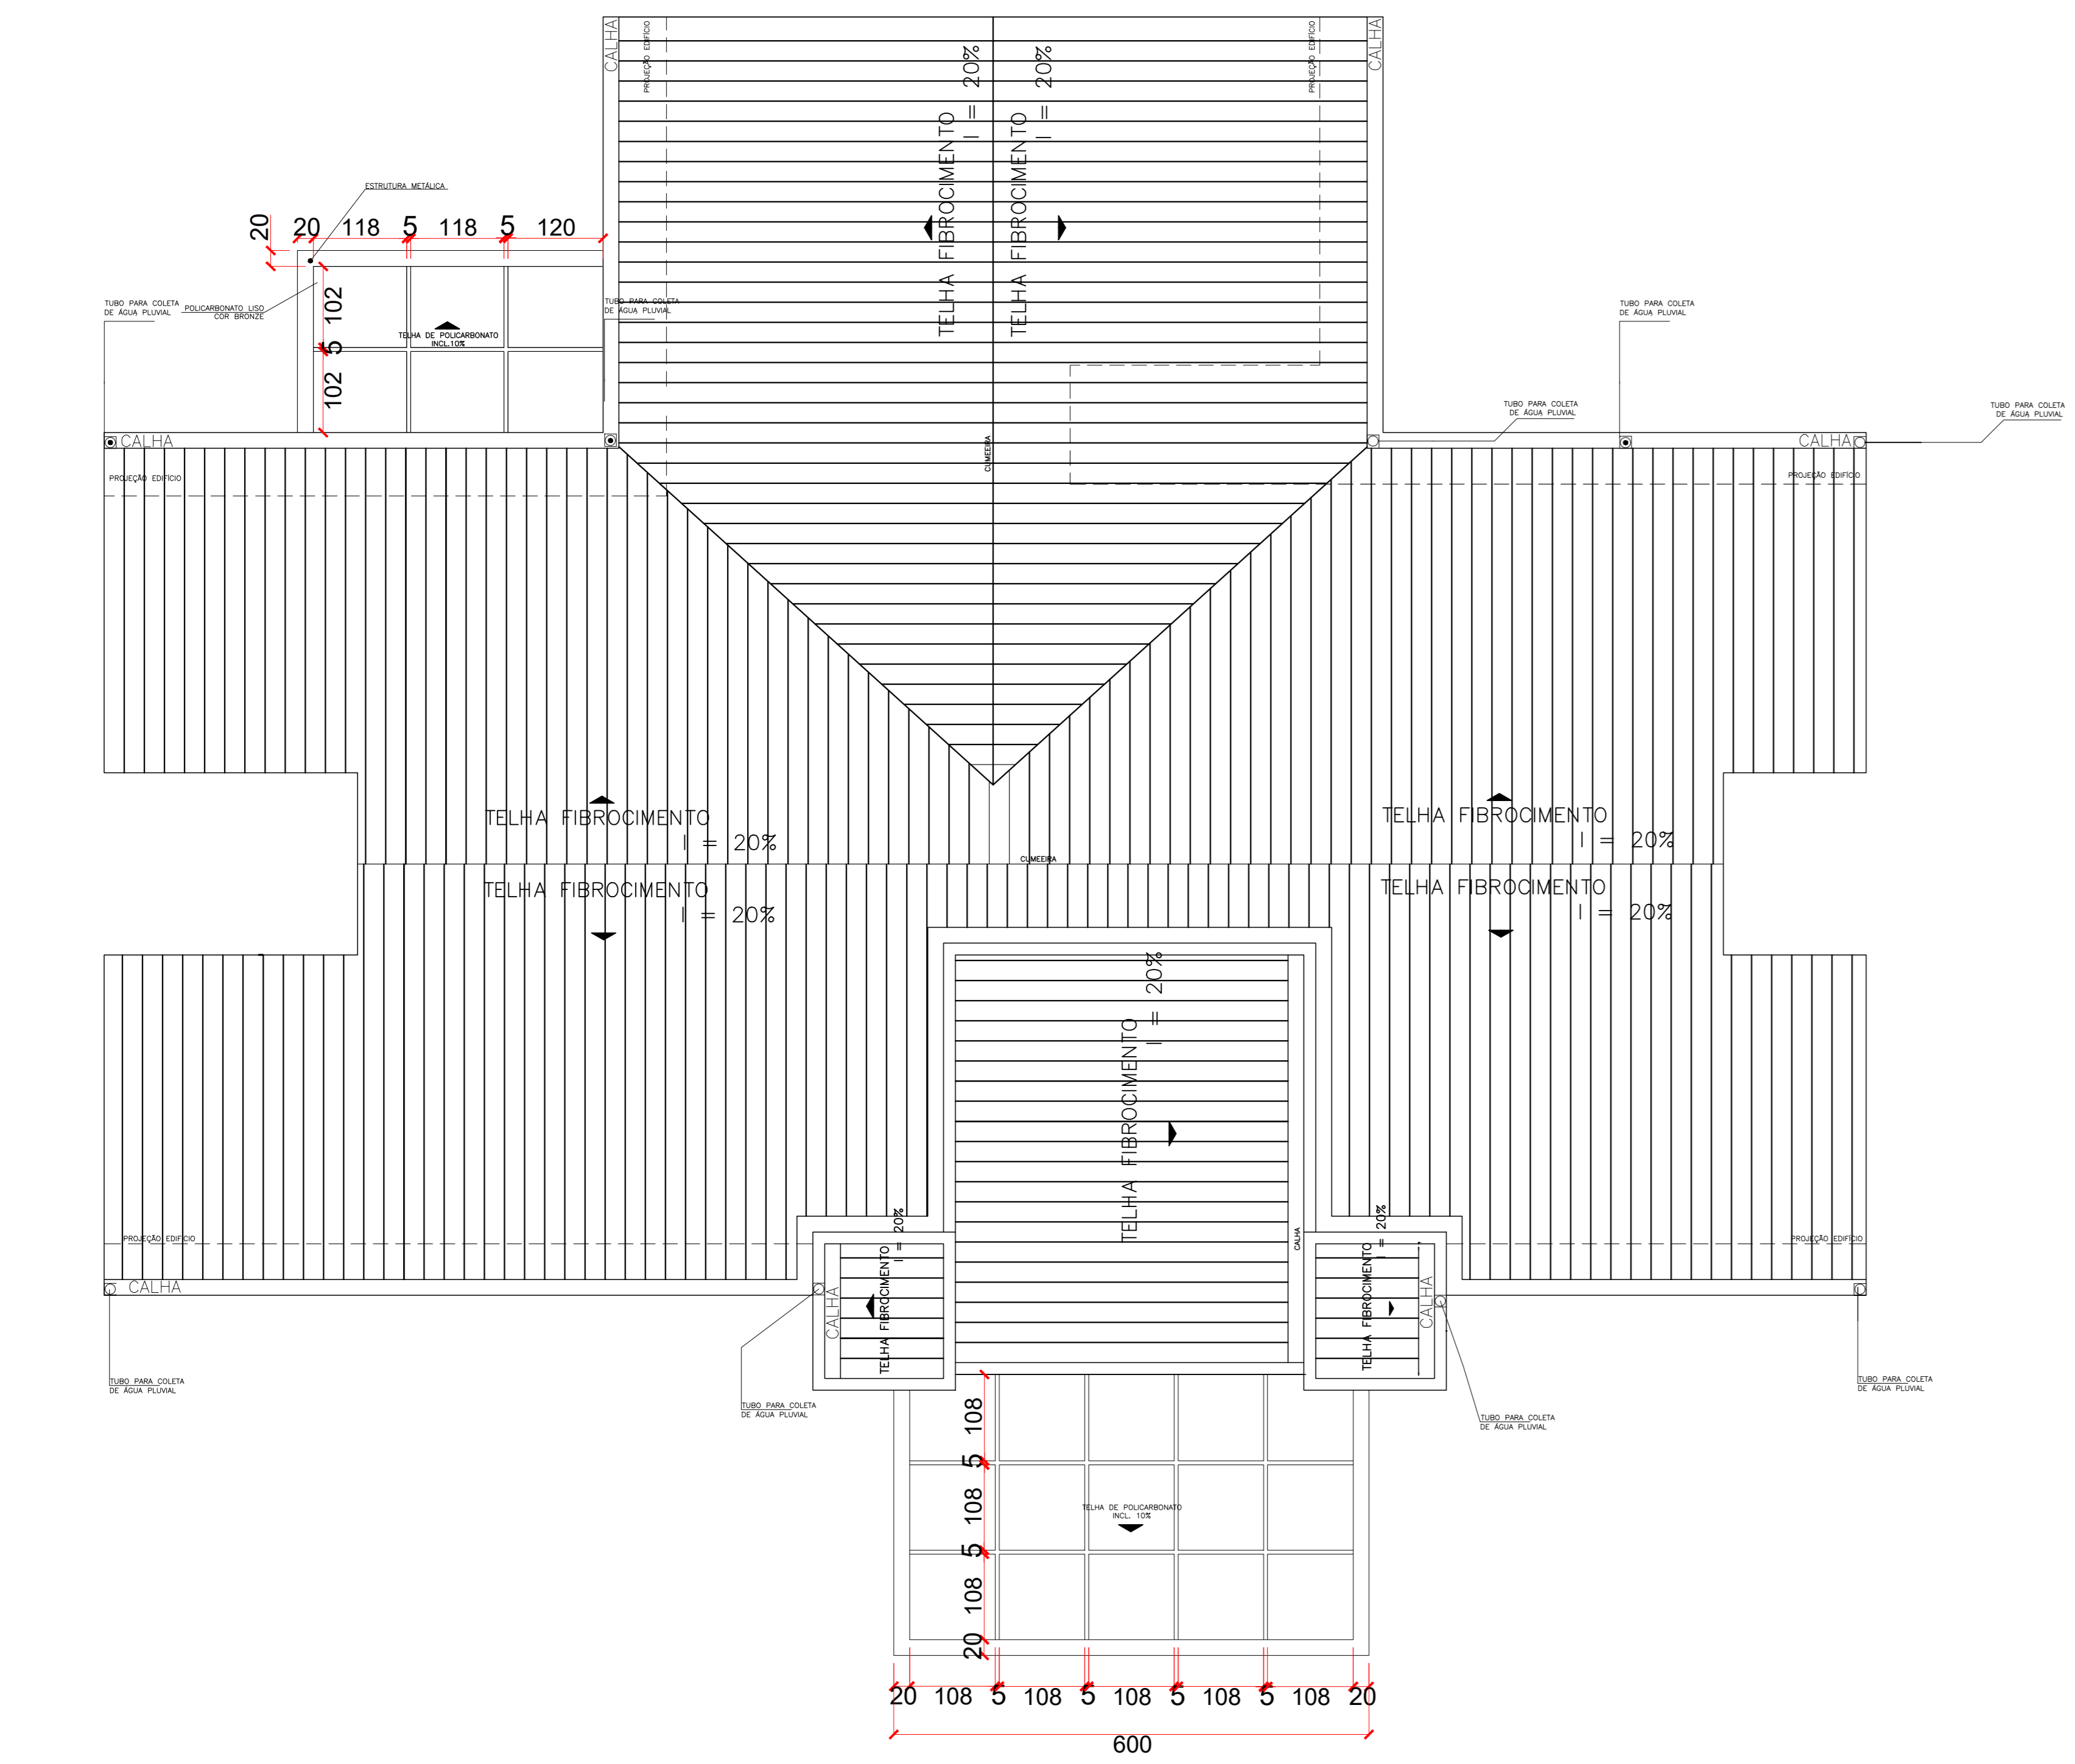 CALHA
PROJEÇÃO EDIFÍCIO
TELHA FIBROCIMENTO
I = 20%
TELHA FIBROCIMENTO
I = 20%
PROJEÇÃO EDIFÍCIO
CALHA
ESTRUTURA METÁLICA
20
20
118
5
118
5
120
TUBO PARA COLETA
DE ÁGUA PLUVIAL
POLICARBONATO LISO
COR BRONZE
102
5
102
TELHA DE POLICARBONATO
INCL.10%
TUBO PARA COLETA
DE ÁGUA PLUVIAL
TUBO PARA COLETA
DE ÁGUA PLUVIAL
TUBO PARA COLETA
DE ÁGUA PLUVIAL
TUBO PARA COLETA
DE ÁGUA PLUVIAL
CALHA
CUMEEIRA
CALHA
PROJEÇÃO EDIFÍCIO
PROJEÇÃO EDIFÍCIO
TELHA FIBROCIMENTO
I = 20%
TELHA FIBROCIMENTO
I = 20%
CUMEEIRA
TELHA FIBROCIMENTO
I = 20%
TELHA FIBROCIMENTO
I = 20%
TELHA FIBROCIMENTO
I = 20%
CALHA
PROJEÇÃO EDIFÍCIO
PROJEÇÃO EDIFÍCIO
CALHA
CALHA
TELHA FIBROCIMENTO
I = 20%
TELHA FIBROCIMENTO
I = 20%
CALHA
TUBO PARA COLETA
DE ÁGUA PLUVIAL
TUBO PARA COLETA
DE ÁGUA PLUVIAL
TUBO PARA COLETA
DE ÁGUA PLUVIAL
TUBO PARA COLETA
DE ÁGUA PLUVIAL
108
5
108
5
108
20
TELHA DE POLICARBONATO
INCL. 10%
20
108
5
108
5
108
5
108
5
108
20
600